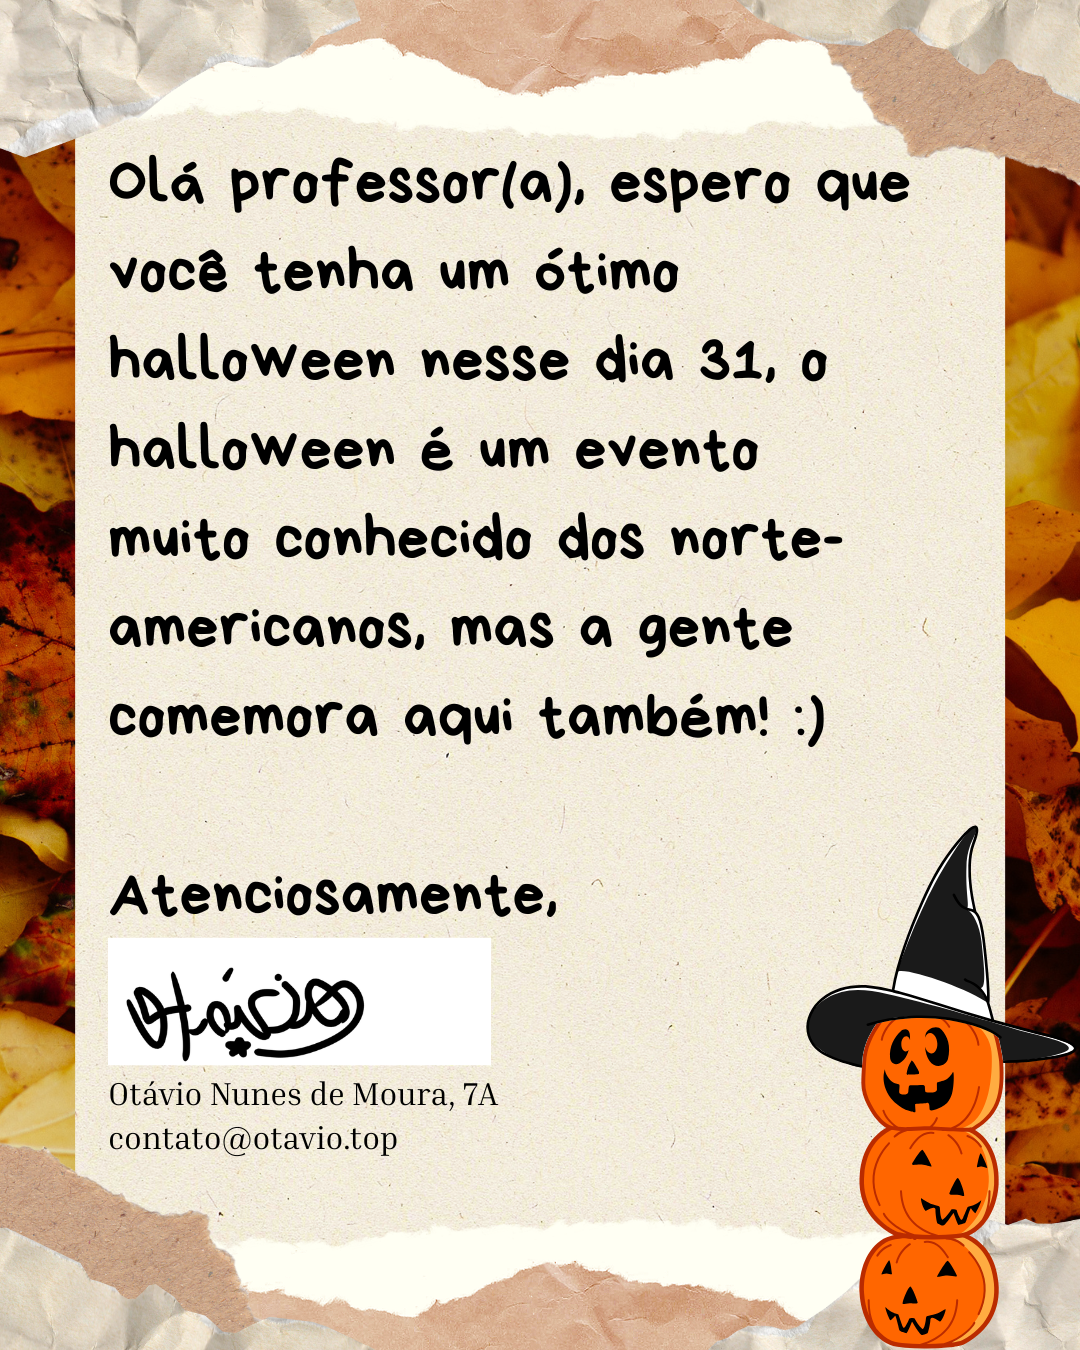 Olá professor(a), espero que
você tenha um ótimo
halloween nesse dia 31, o
halloween é um evento
muito conhecido dos norte-
americanos, mas a gente
comemora aqui também! :)
Atenciosamente,
Otávio
Otávio Nunes de Moura, 7A
contato@otavio.top